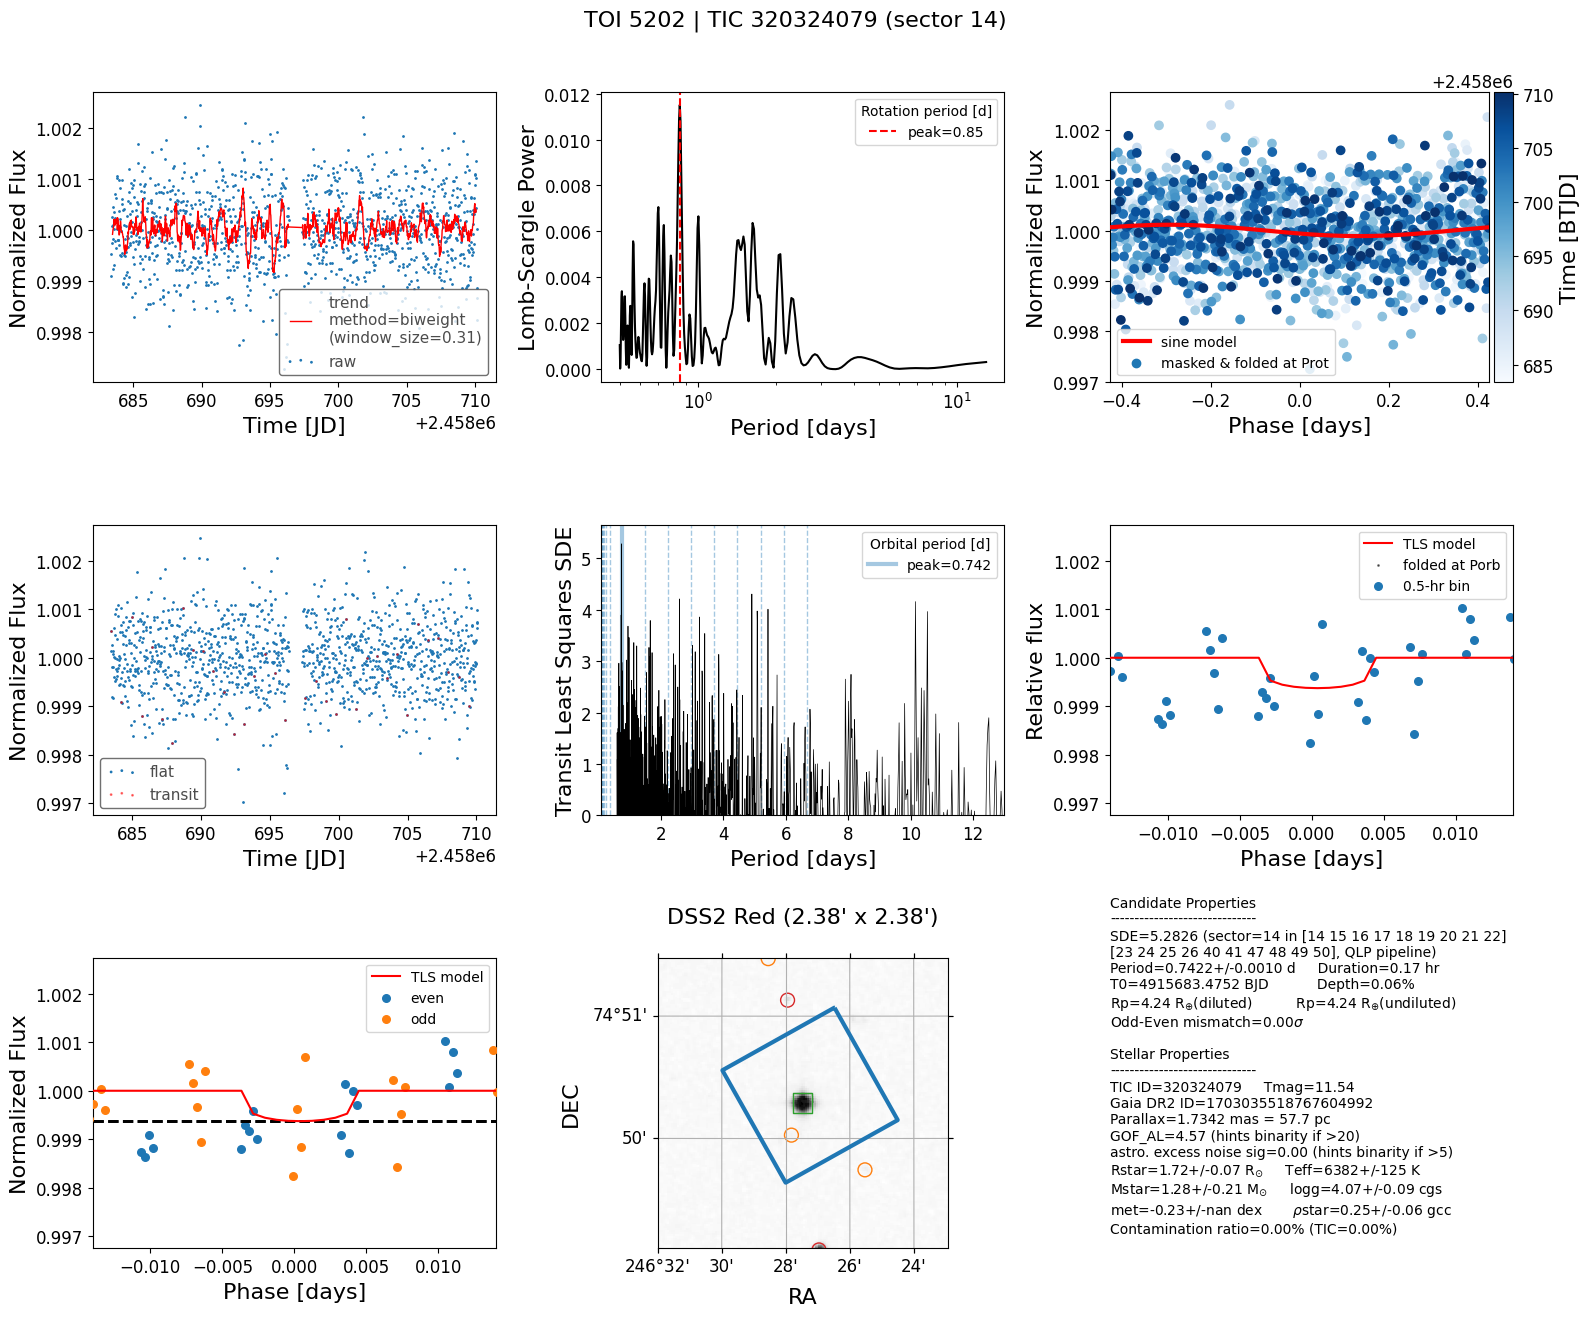 TOI 5202 | TIC 320324079 (sector 14)
Normalized Flux
1.002
1.001
1.000
0.999
0.998
trend
method=biweight
(window_size=0.31)
raw
685 690 695 700 705 710
Time [JD]
+2.458e6
Lomb-Scargle Power
0.012
0.010
0.008
0.006
0.004
0.002
0.000
Rotation period [d]
peak=0.85
10⁰ 10¹
Period [days]
Normalized Flux
1.002
1.001
1.000
0.999
0.998
0.997
sine model
masked & folded at Prot
−0.4 −0.2 0.0 0.2 0.4
Phase [days]
+2.458e6
710
705
700
695
690
685
Time [BTJD]
Normalized Flux
1.002
1.001
1.000
0.999
0.998
0.997
flat
transit
685 690 695 700 705 710
Time [JD]
+2.458e6
Transit Least Squares SDE
5
4
3
2
1
0
Orbital period [d]
peak=0.742
2 4 6 8 10 12
Period [days]
Relative flux
1.002
1.001
1.000
0.999
0.998
0.997
TLS model
folded at Porb
0.5-hr bin
−0.010 −0.005 0.000 0.005 0.010
Phase [days]
Normalized Flux
1.002
1.001
1.000
0.999
0.998
0.997
TLS model
even
odd
−0.010 −0.005 0.000 0.005 0.010
Phase [days]
DSS2 Red (2.38' x 2.38')
DEC
74°51'
50'
246°32' 30' 28' 26' 24'
RA
Candidate Properties
------------------------------
SDE=5.2826 (sector=14 in [14 15 16 17 18 19 20 21 22]
[23 24 25 26 40 41 47 48 49 50], QLP pipeline)
Period=0.7422+/-0.0010 d Duration=0.17 hr
T0=4915683.4752 BJD Depth=0.06%
Rp=4.24 R⊕(diluted) Rp=4.24 R⊕(undiluted)
Odd-Even mismatch=0.00σ
Stellar Properties
------------------------------
TIC ID=320324079 Tmag=11.54
Gaia DR2 ID=1703035518767604992
Parallax=1.7342 mas = 57.7 pc
GOF_AL=4.57 (hints binarity if >20)
astro. excess noise sig=0.00 (hints binarity if >5)
Rstar=1.72+/-0.07 R☉ Teff=6382+/-125 K
Mstar=1.28+/-0.21 M☉ logg=4.07+/-0.09 cgs
met=-0.23+/-nan dex ρstar=0.25+/-0.06 gcc
Contamination ratio=0.00% (TIC=0.00%)